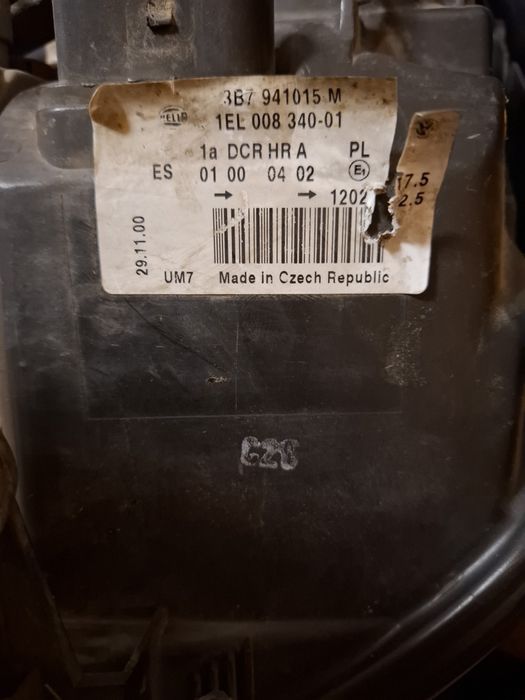 3B7 941015 M
HELLA
1EL 008 340-01
1a DCR HR A PL
ES 01 00 04 02 E1 17.5
→ → 1202 2.5
29.11.00
UM7 Made in Czech Republic